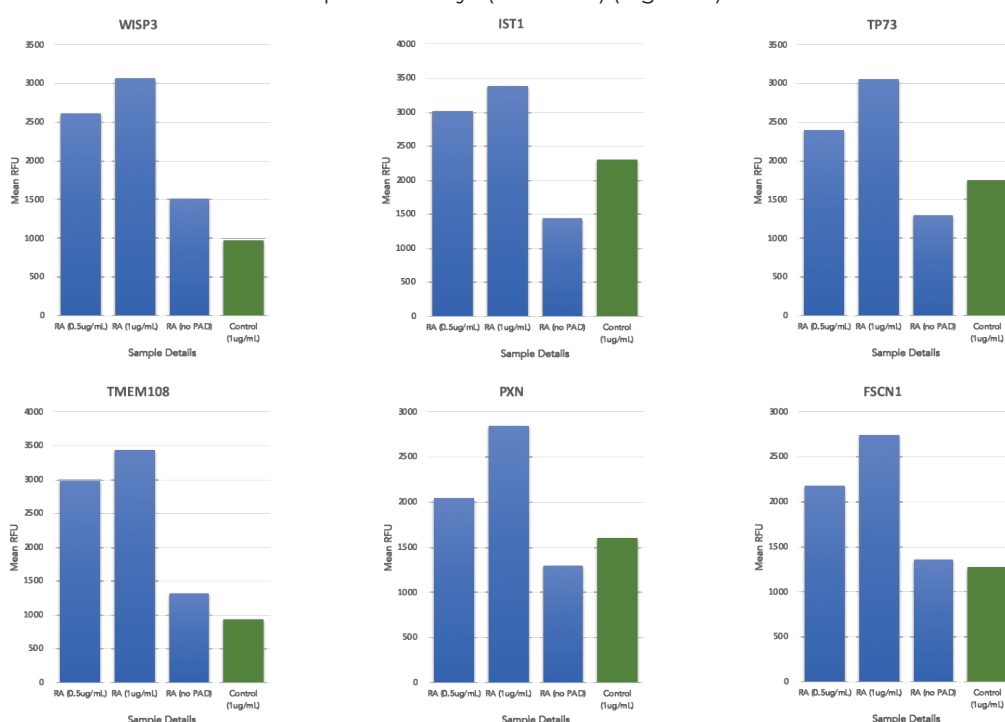 WISP3
3500
3000
2500
2000
1500
1000
500
0
Mean RFU
RA (0.5ug/mL) RA (1ug/mL) RA (no PAD) Control
(1ug/mL)
Sample Details
IST1
4000
3500
3000
2500
2000
1500
1000
500
0
Mean RFU
RA (0.5ug/mL) RA (1ug/mL) RA (no PAD) Control
(1ug/mL)
Sample Details
TP73
3500
3000
2500
2000
1500
1000
500
0
Mean RFU
RA (0.5ug/mL) RA (1ug/mL) RA (no PAD) Control
(1ug/mL)
Sample Details
TMEM108
4000
3500
3000
2500
2000
1500
1000
500
0
Mean RFU
RA (0.5ug/mL) RA (1ug/mL) RA (no PAD) Control
(1ug/mL)
Sample Details
PXN
3000
2500
2000
1500
1000
500
0
Mean RFU
RA (0.5ug/mL) RA (1ug/mL) RA (no PAD) Control
(1ug/mL)
Sample Details
FSCN1
3000
2500
2000
1500
1000
500
0
Mean RFU
RA (0.5ug/mL) RA (1ug/mL) RA (no PAD) Control
(1ug/mL)
Sample Details